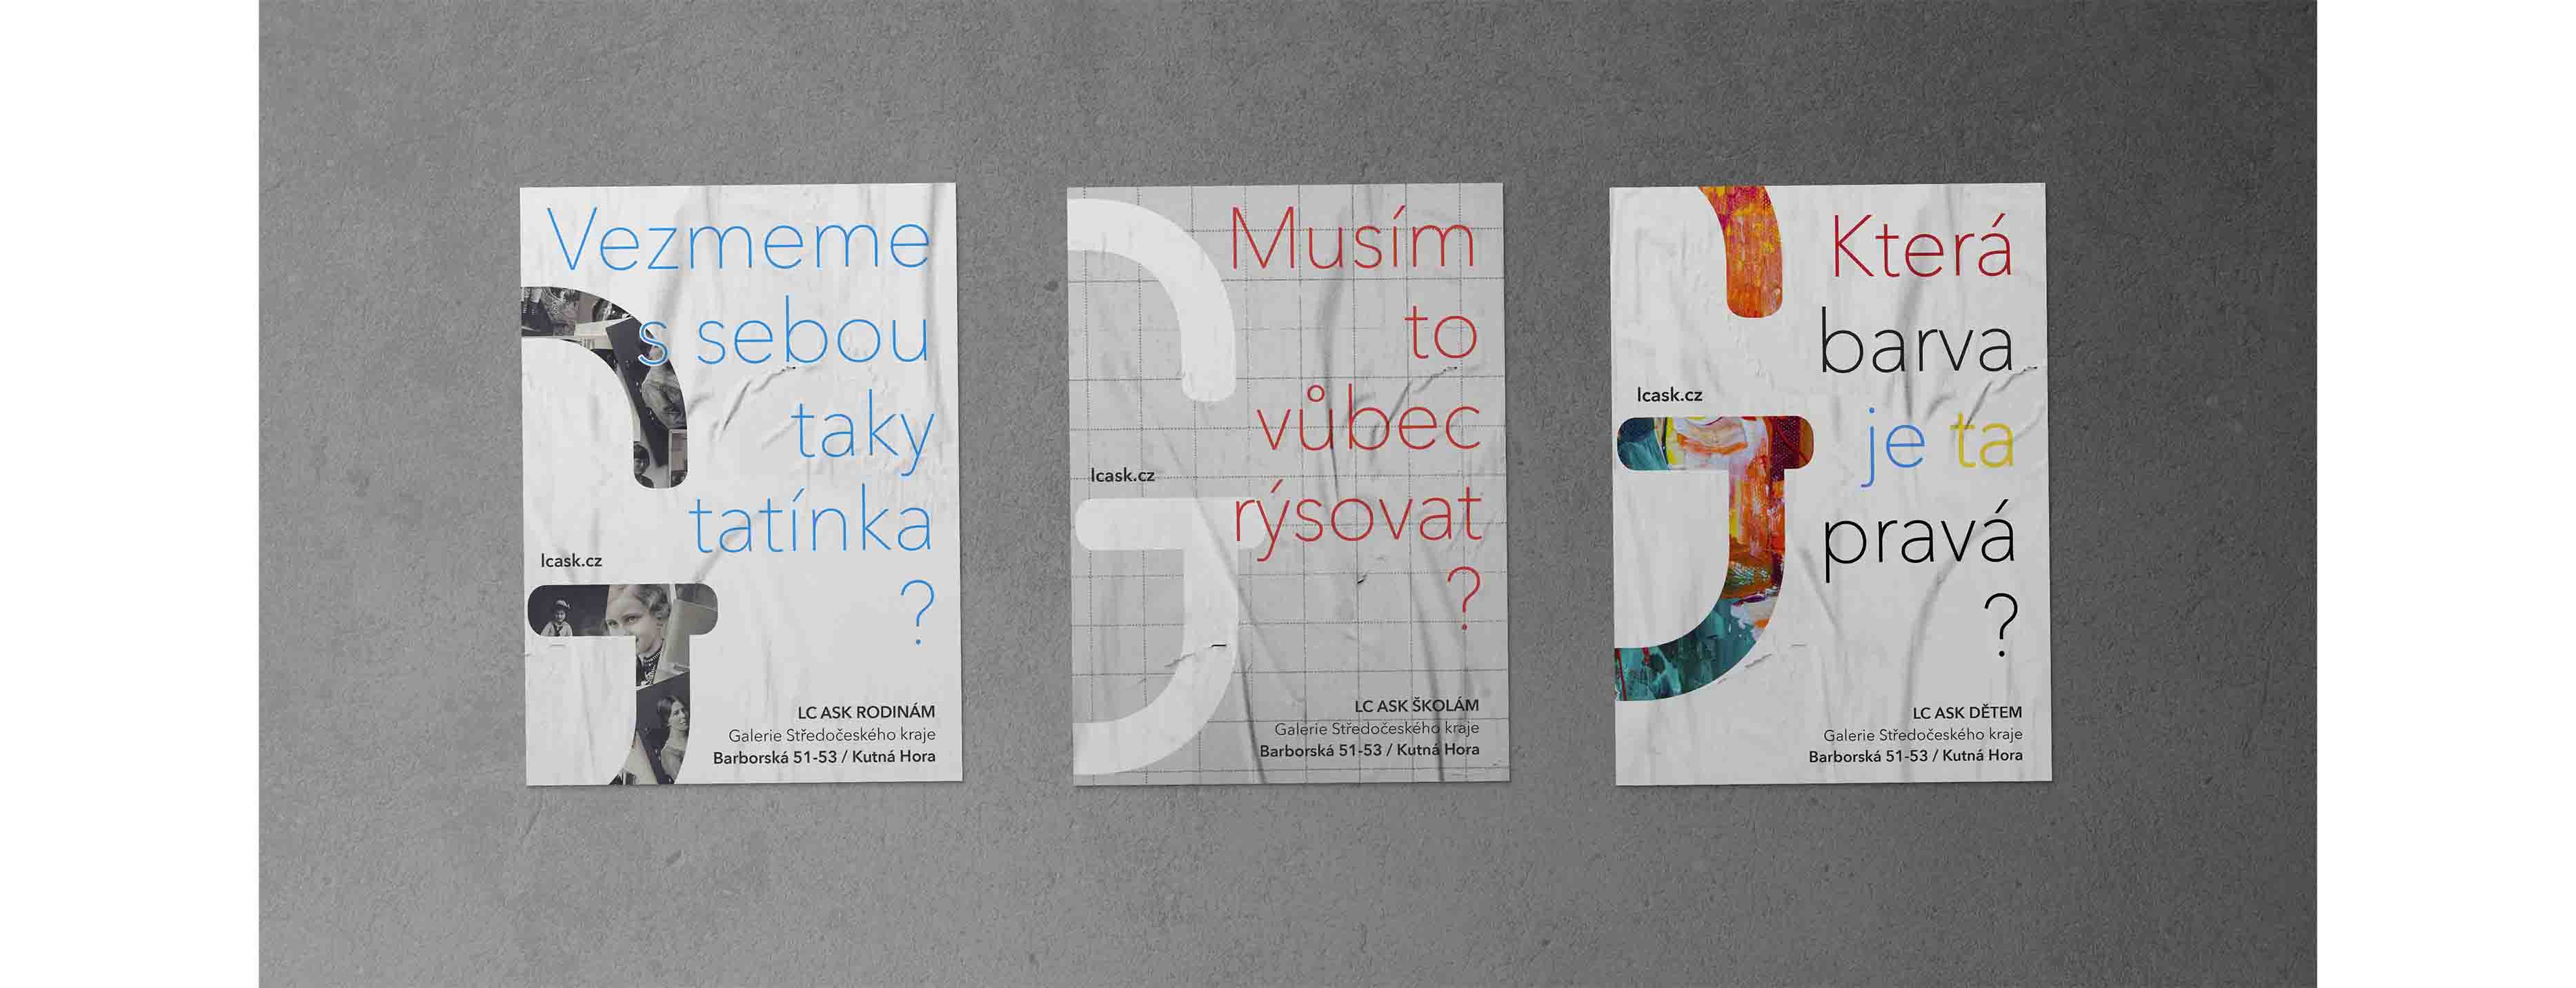 Vezmeme
s sebou
taky
tatínka
?
lcask.cz
LC ASK RODINÁM
Galerie Středočeského kraje
Barborská 51-53 / Kutná Hora
Musím
to
vůbec
rýsovat
?
lcask.cz
LC ASK ŠKOLÁM
Galerie Středočeského kraje
Barborská 51-53 / Kutná Hora
Která
barva
je ta
pravá
?
lcask.cz
LC ASK DĚTEM
Galerie Středočeského kraje
Barborská 51-53 / Kutná Hora